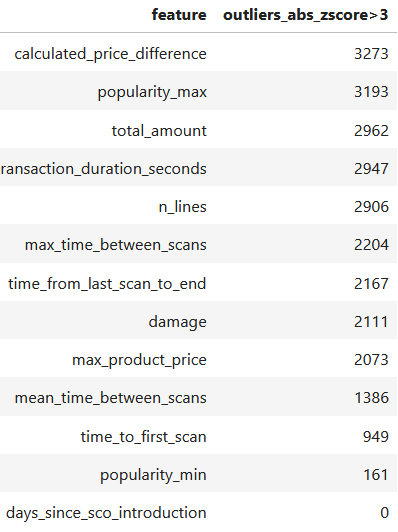 feature outliers_abs_zscore>3
calculated_price_difference 3273
popularity_max 3193
total_amount 2962
ransaction_duration_seconds 2947
n_lines 2906
max_time_between_scans 2204
time_from_last_scan_to_end 2167
damage 2111
max_product_price 2073
mean_time_between_scans 1386
time_to_first_scan 949
popularity_min 161
days_since_sco_introduction 0